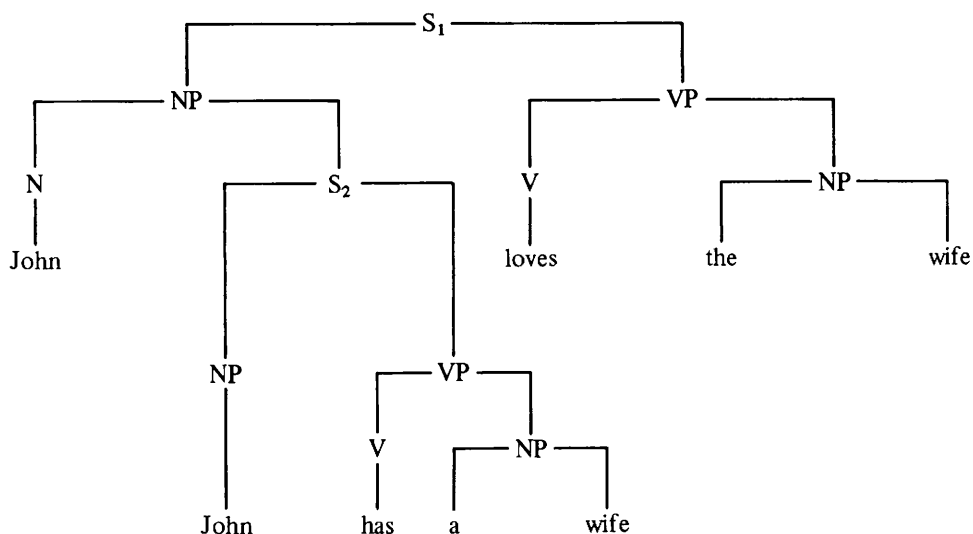 S₁
NP VP
N S₂ V NP
John loves the wife
NP VP
V NP
John has a wife